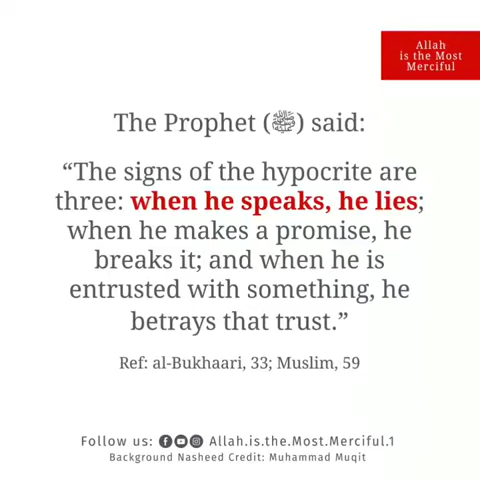 Allah
is the Most
Merciful
The Prophet (ﷺ) said:
“The signs of the hypocrite are
three: when he speaks, he lies;
when he makes a promise, he
breaks it; and when he is
entrusted with something, he
betrays that trust.”
Ref: al-Bukhaari, 33; Muslim, 59
Follow us: Allah.is.the.Most.Merciful.1
Background Nasheed Credit: Muhammad Muqit